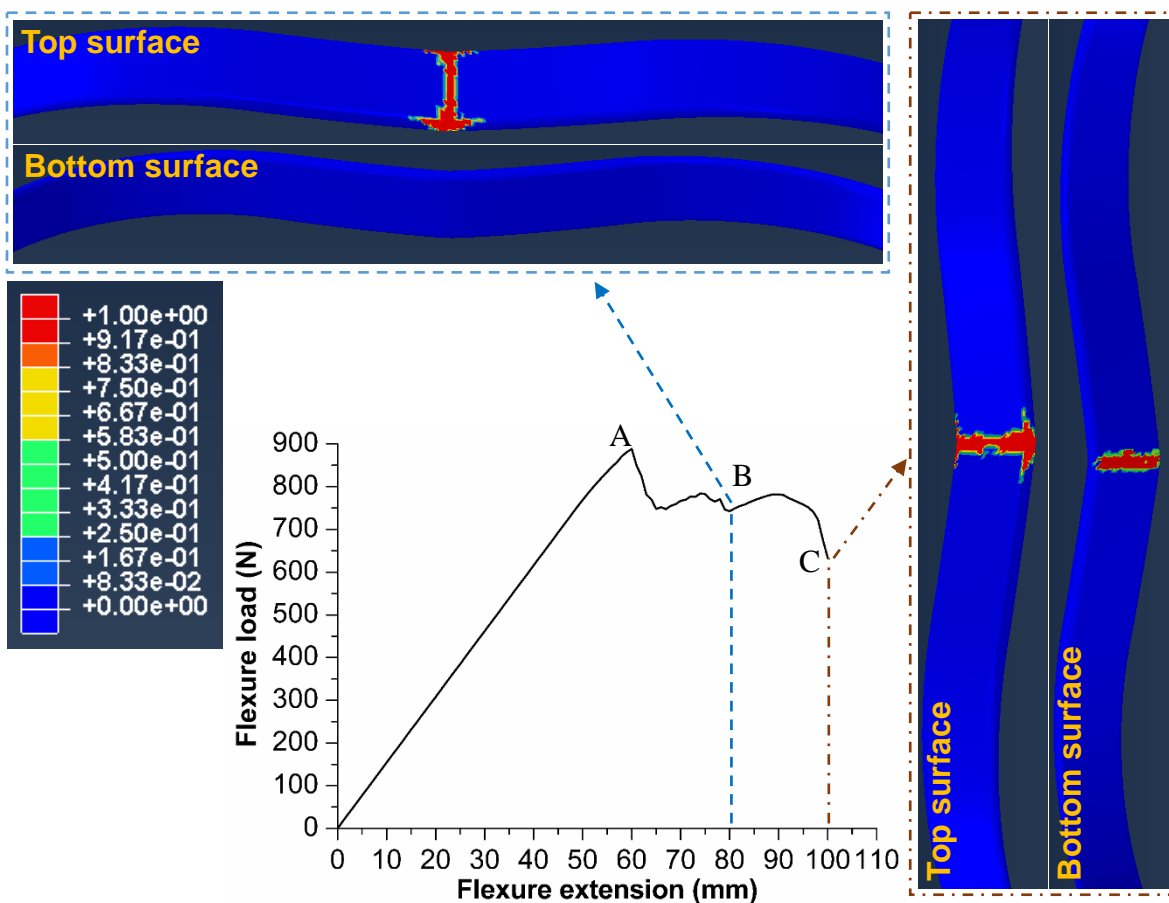 Top surface
Bottom surface
+1.00e+00
+9.17e-01
+8.33e-01
+7.50e-01
+6.67e-01
+5.83e-01
+5.00e-01
+4.17e-01
+3.33e-01
+2.50e-01
+1.67e-01
+8.33e-02
+0.00e+00
900
800
700
600
500
400
300
200
100
0
Flexure load (N)
A
B
C
0 10 20 30 40 50 60 70 80 90 100 110
Flexure extension (mm)
Top surface
Bottom surface